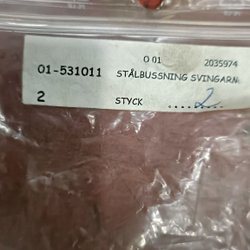 O 01 2035974
01-531011 STÅLBUSSNING SVINGARM
2 STYCK ......... 2